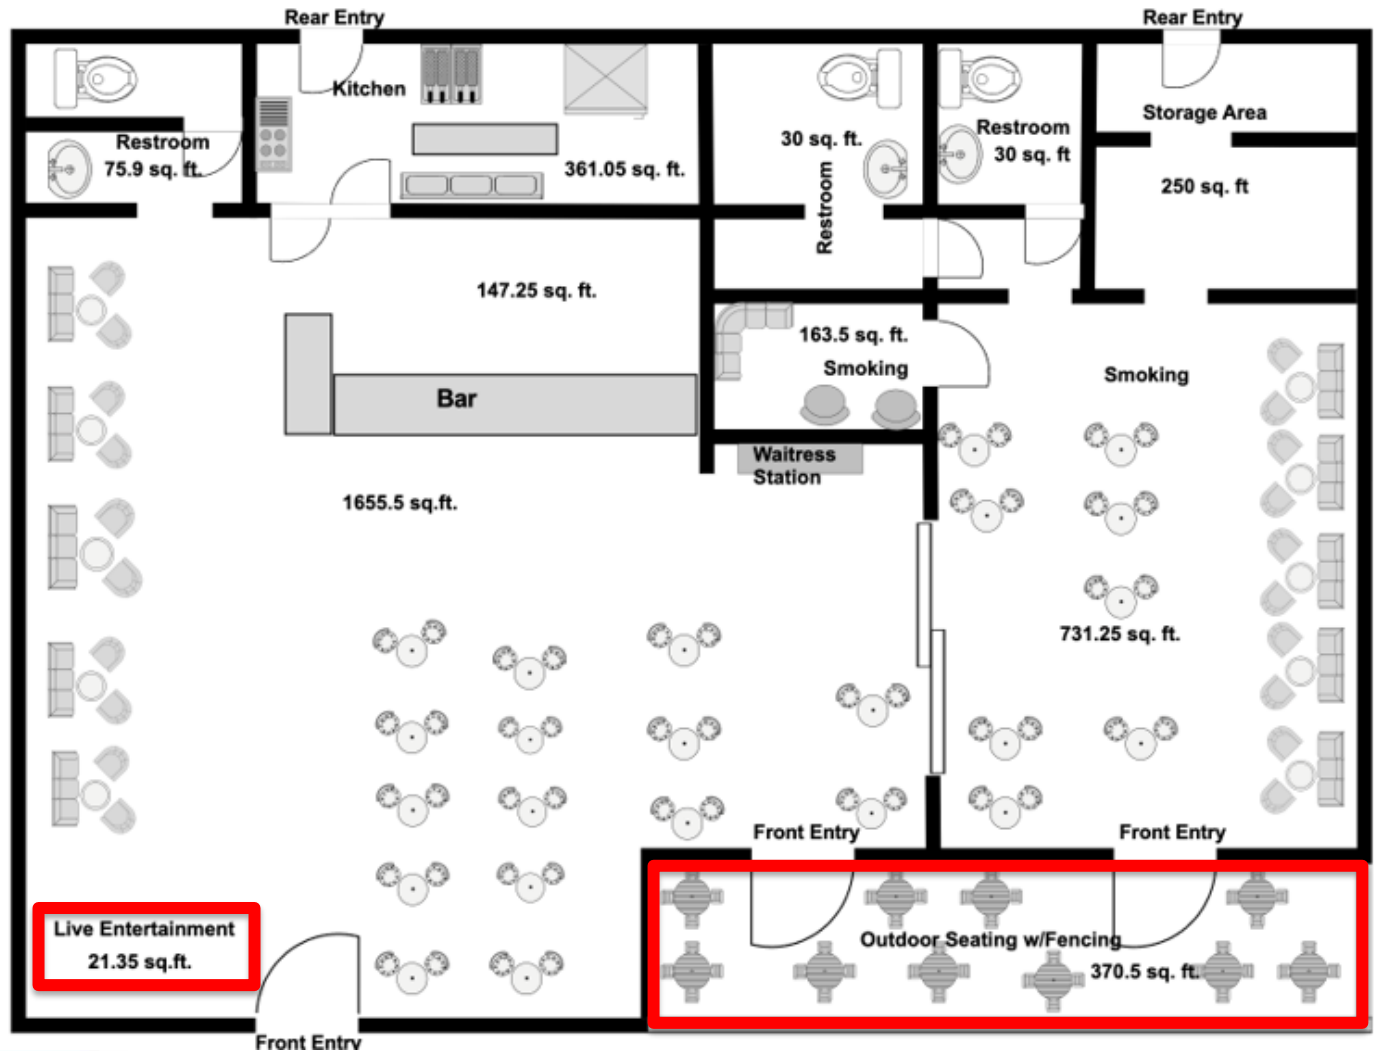 Rear Entry
Rear Entry
Kitchen
Restroom
75.9 sq. ft.
361.05 sq. ft.
30 sq. ft.
Restroom
Restroom
30 sq. ft
Storage Area
250 sq. ft
147.25 sq. ft.
163.5 sq. ft.
Smoking
Smoking
Bar
Waitress
Station
1655.5 sq.ft.
731.25 sq. ft.
Front Entry
Front Entry
Live Entertainment
21.35 sq.ft.
Outdoor Seating w/Fencing
370.5 sq. ft.
Front Entry